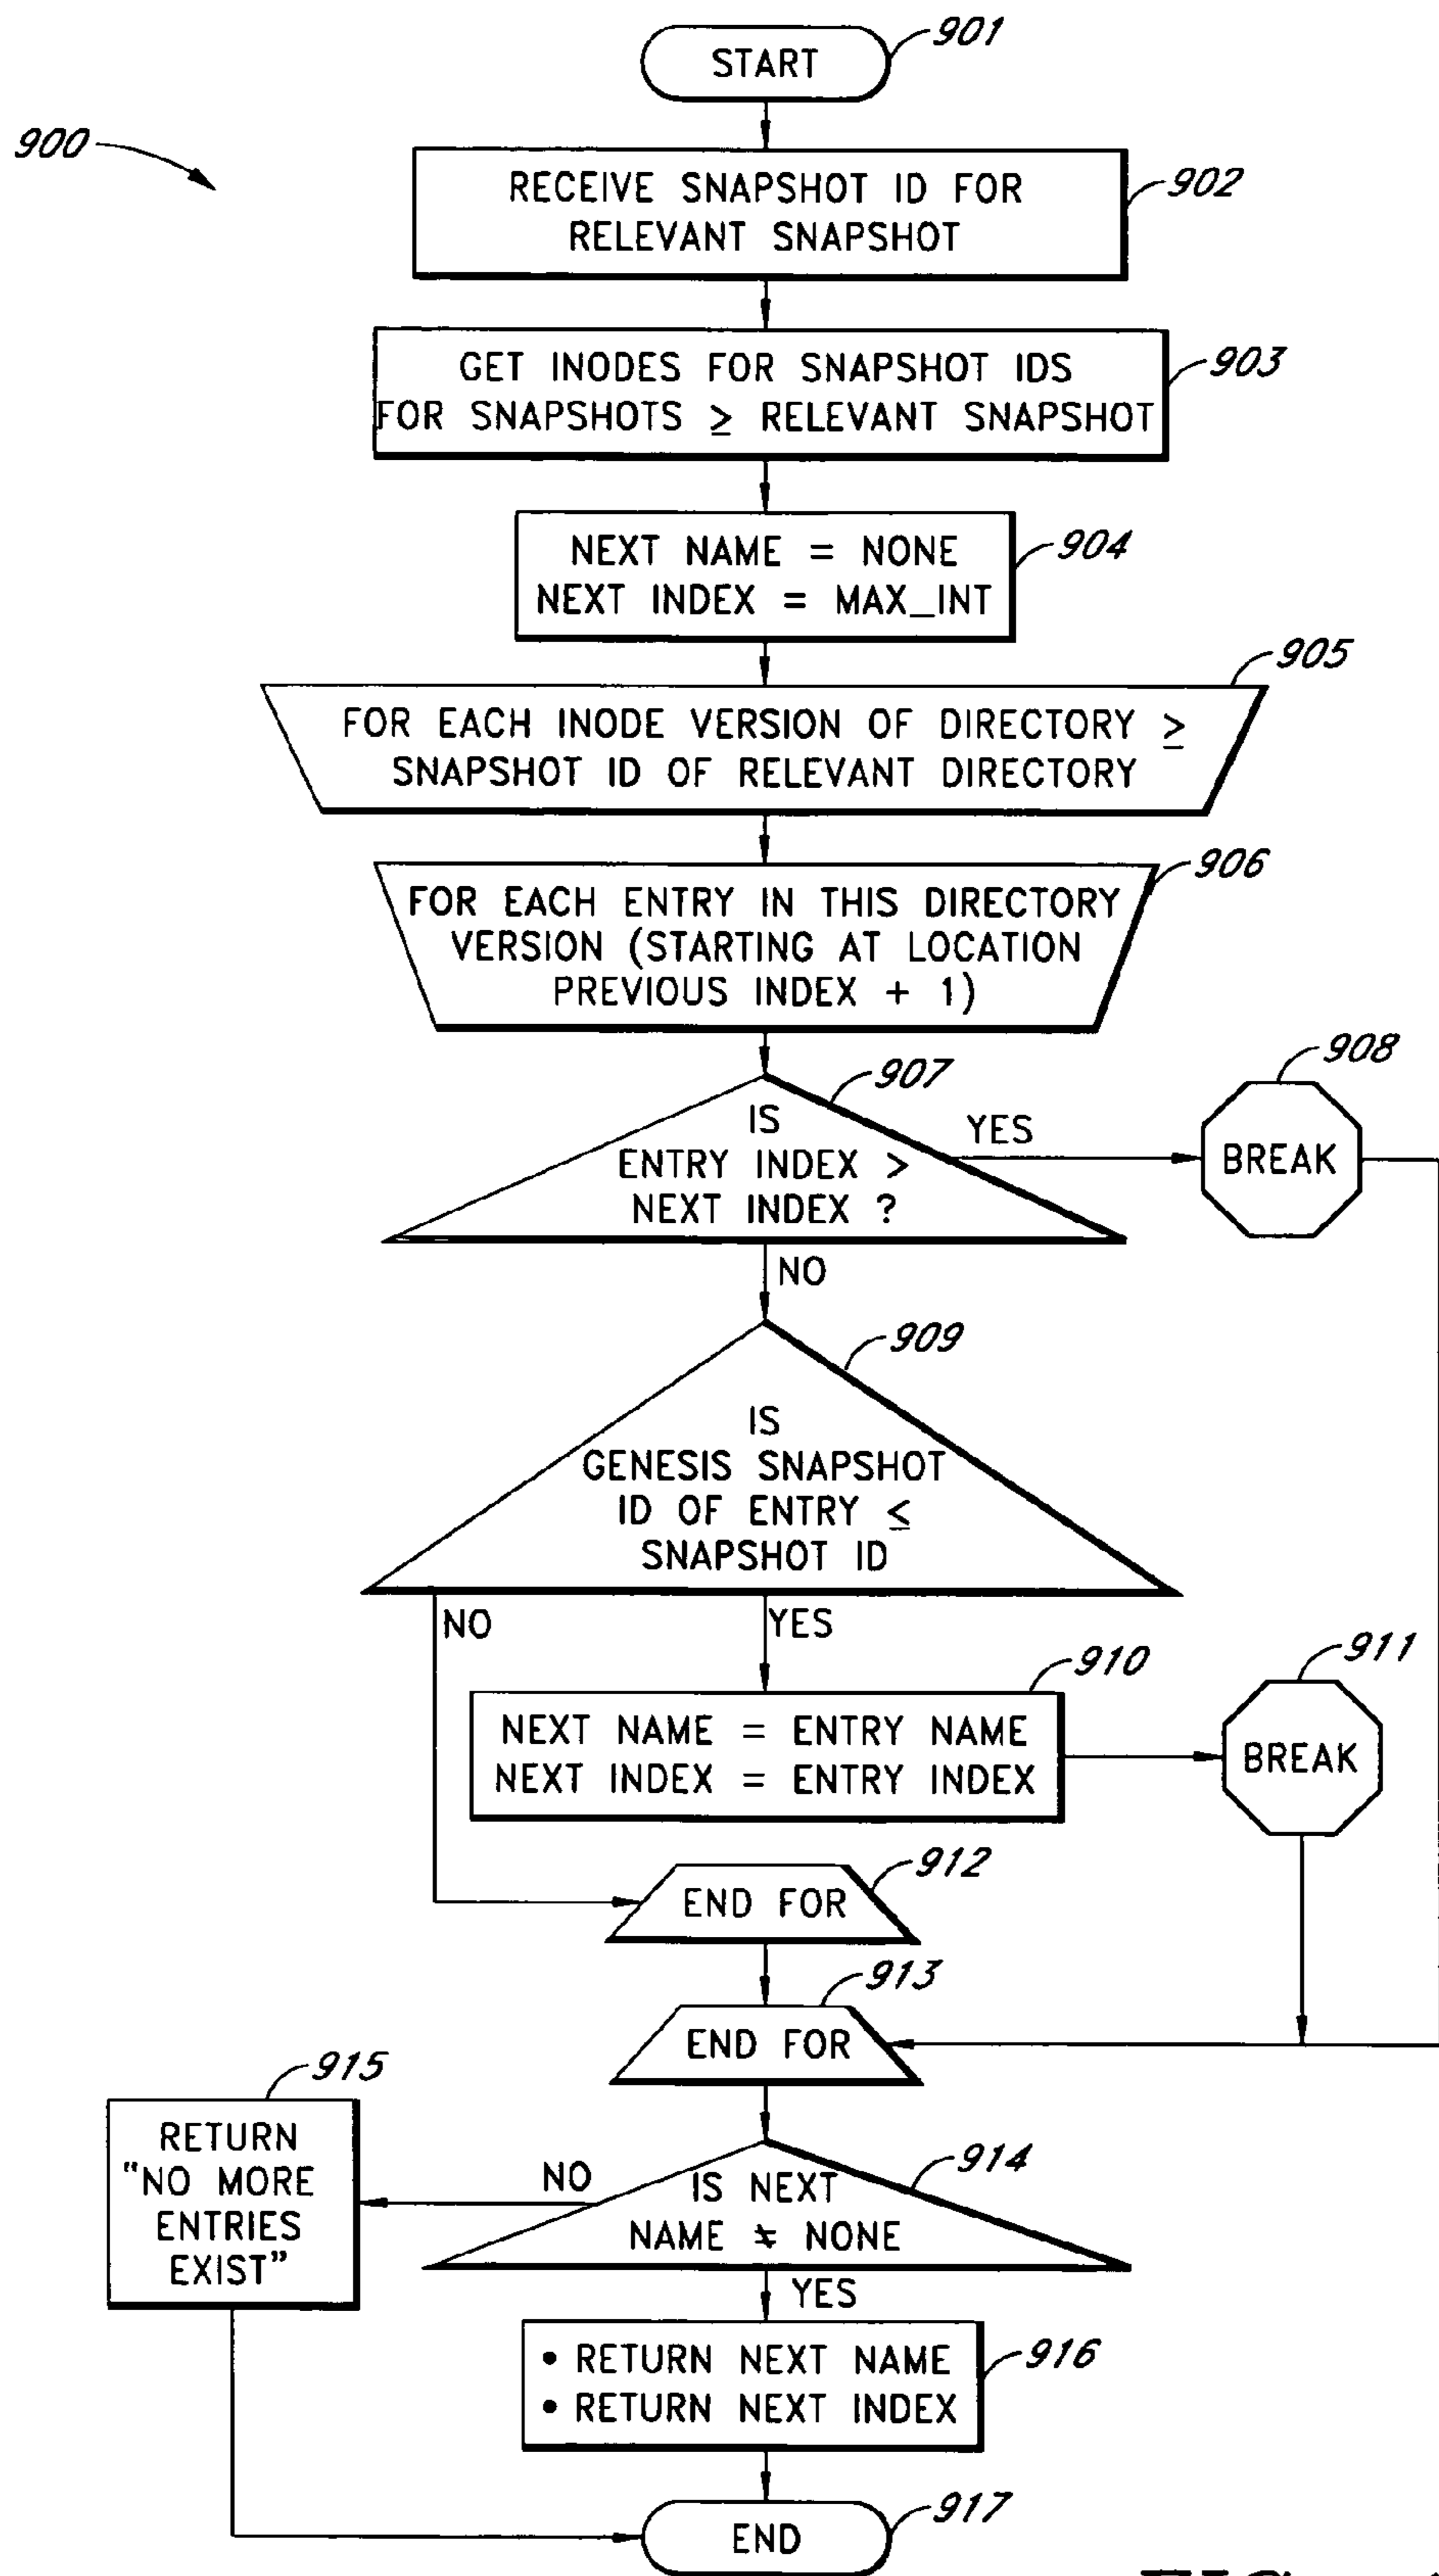 901
START
900
RECEIVE SNAPSHOT ID FOR
RELEVANT SNAPSHOT
902
GET INODES FOR SNAPSHOT IDS
FOR SNAPSHOTS ≥ RELEVANT SNAPSHOT
903
NEXT NAME = NONE
NEXT INDEX = MAX_INT
904
905
FOR EACH INODE VERSION OF DIRECTORY ≥
SNAPSHOT ID OF RELEVANT DIRECTORY
906
FOR EACH ENTRY IN THIS DIRECTORY
VERSION (STARTING AT LOCATION
PREVIOUS INDEX + 1)
907
IS
ENTRY INDEX >
NEXT INDEX ?
YES
908
BREAK
NO
909
IS
GENESIS SNAPSHOT
ID OF ENTRY ≤
SNAPSHOT ID
NO
YES
910
NEXT NAME = ENTRY NAME
NEXT INDEX = ENTRY INDEX
911
BREAK
912
END FOR
913
END FOR
914
IS NEXT
NAME ≠ NONE
NO
915
RETURN
"NO MORE
ENTRIES
EXIST"
YES
916
• RETURN NEXT NAME
• RETURN NEXT INDEX
917
END